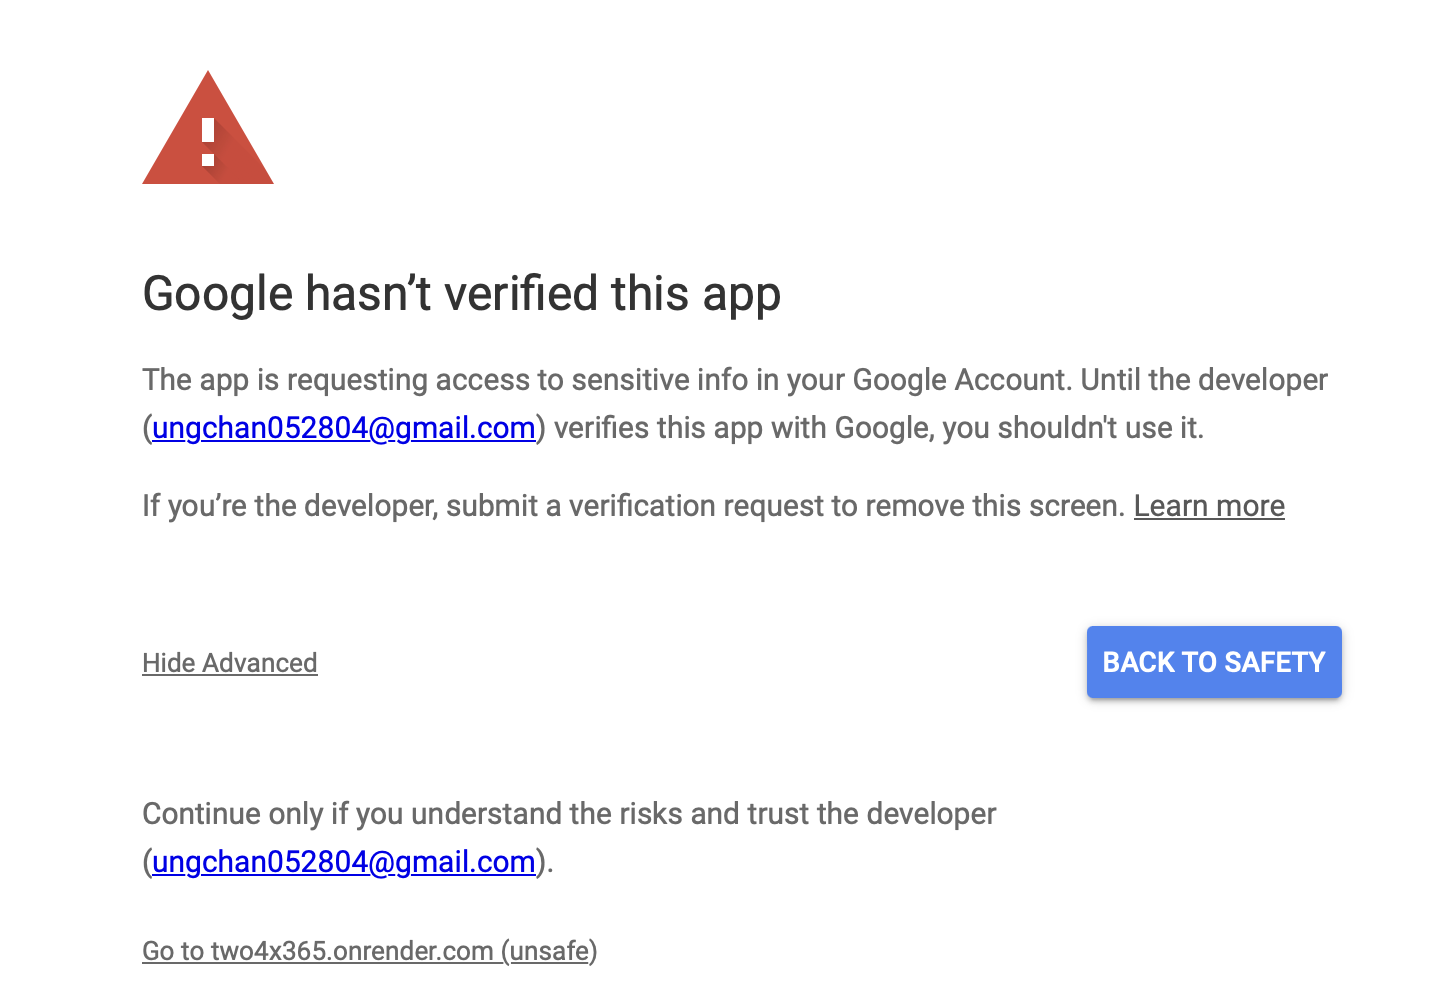 Google hasn’t verified this app
The app is requesting access to sensitive info in your Google Account. Until the developer
(ungchan052804@gmail.com) verifies this app with Google, you shouldn't use it.
If you’re the developer, submit a verification request to remove this screen. Learn more
Hide Advanced
BACK TO SAFETY
Continue only if you understand the risks and trust the developer
(ungchan052804@gmail.com).
Go to two4x365.onrender.com (unsafe)